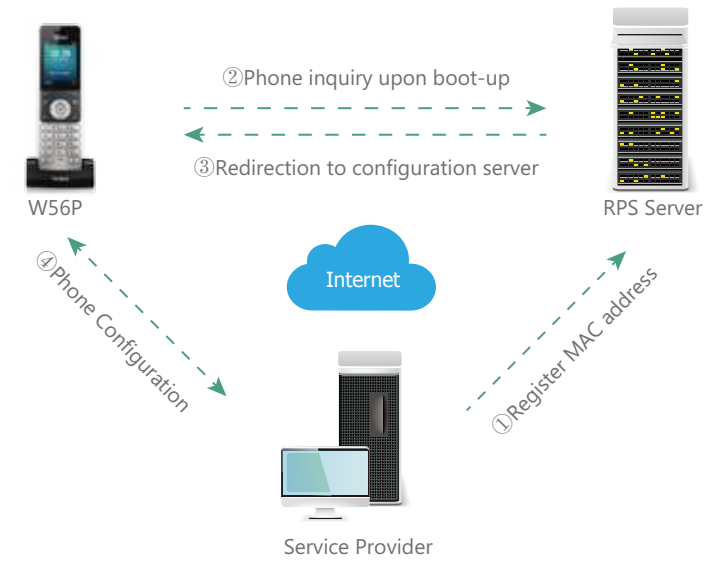 ②Phone inquiry upon boot-up
③Redirection to configuration server
W56P
RPS Server
Internet
④Phone Configuration
①Register MAC address
Service Provider